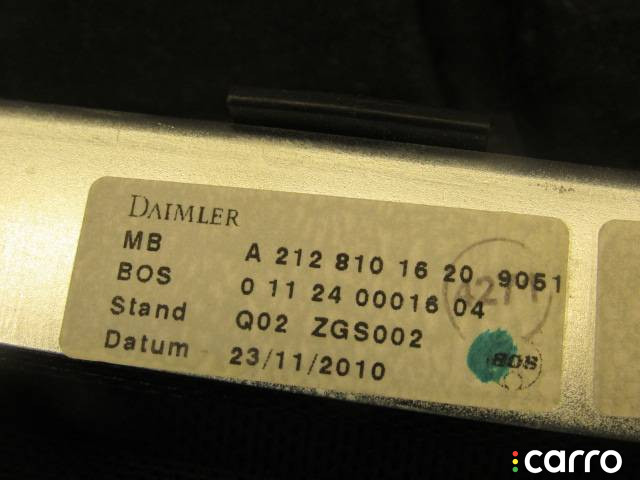 DAIMLER
MB A 212 810 16 20 9051
BOS 0 11 24 00016 04
Stand Q02 ZGS002
Datum 23/11/2010
BOS
carro